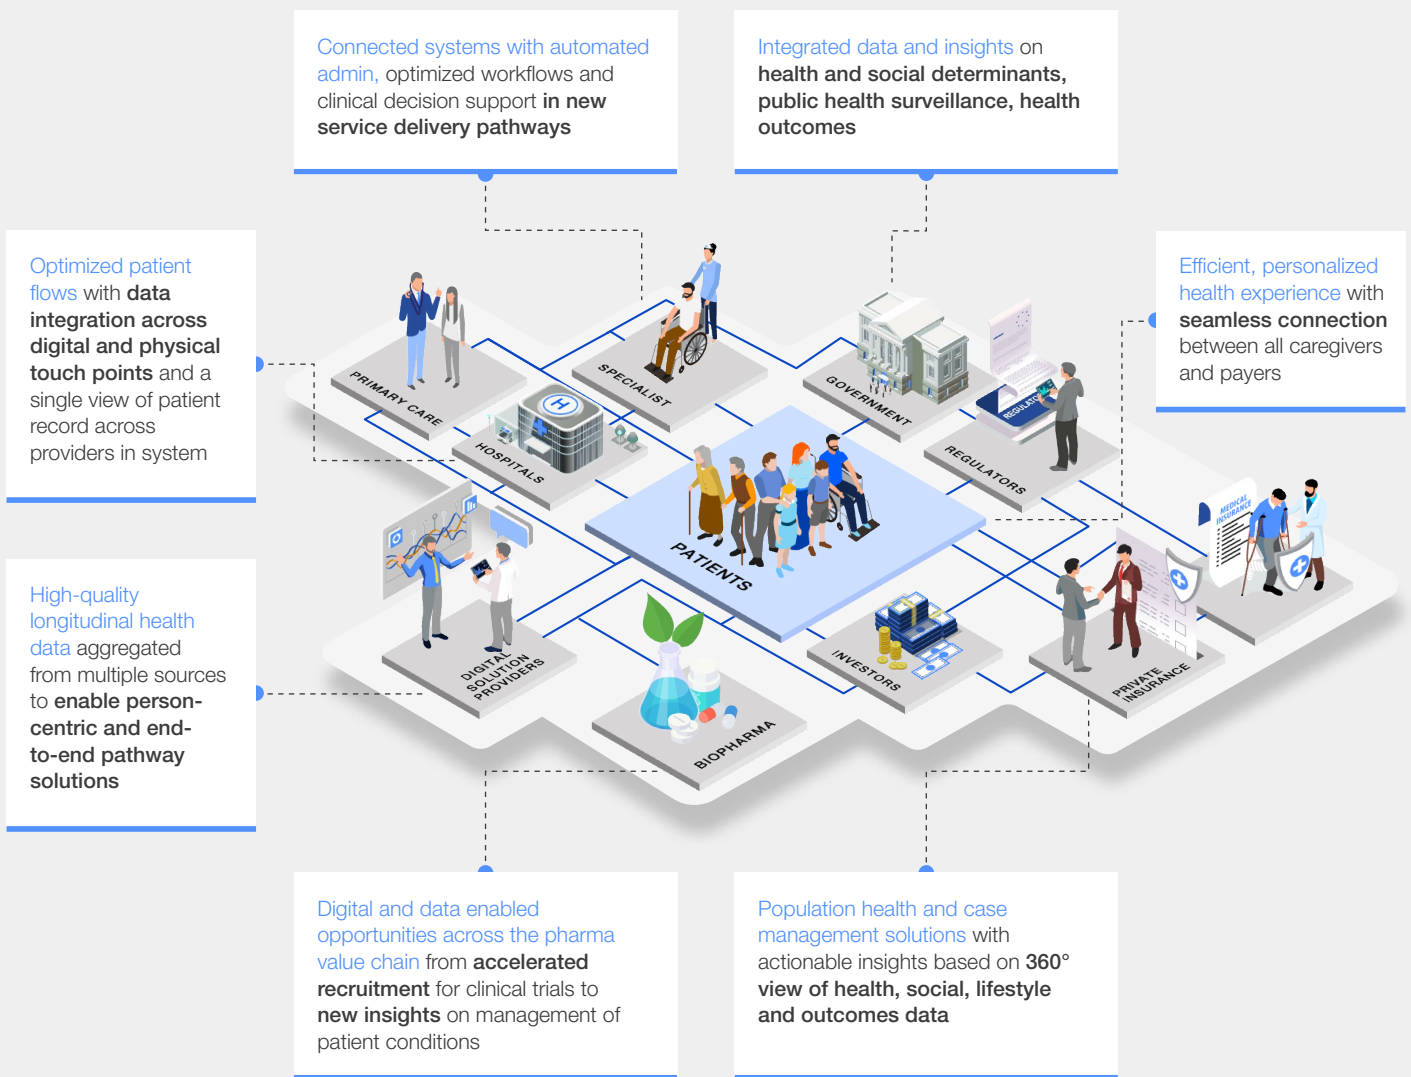 Connected systems with automated
admin, optimized workflows and
clinical decision support in new
service delivery pathways
Integrated data and insights on
health and social determinants,
public health surveillance, health
outcomes
Optimized patient
flows with data
integration across
digital and physical
touch points and a
single view of patient
record across
providers in system
Efficient, personalized
health experience with
seamless connection
between all caregivers
and payers
PRIMARY CARE
SPECIALIST
GOVERNMENT
REGULATOR
REGULATORS
H
HOSPITALS
MEDICAL
INSURANCE
PATIENTS
High-quality
longitudinal health
data aggregated
from multiple sources
to enable person-
centric and end-
to-end pathway
solutions
DIGITAL
SOLUTION
PROVIDERS
INVESTORS
PRIVATE
INSURANCE
BIOPHARMA
Digital and data enabled
opportunities across the pharma
value chain from accelerated
recruitment for clinical trials to
new insights on management of
patient conditions
Population health and case
management solutions with
actionable insights based on 360°
view of health, social, lifestyle
and outcomes data